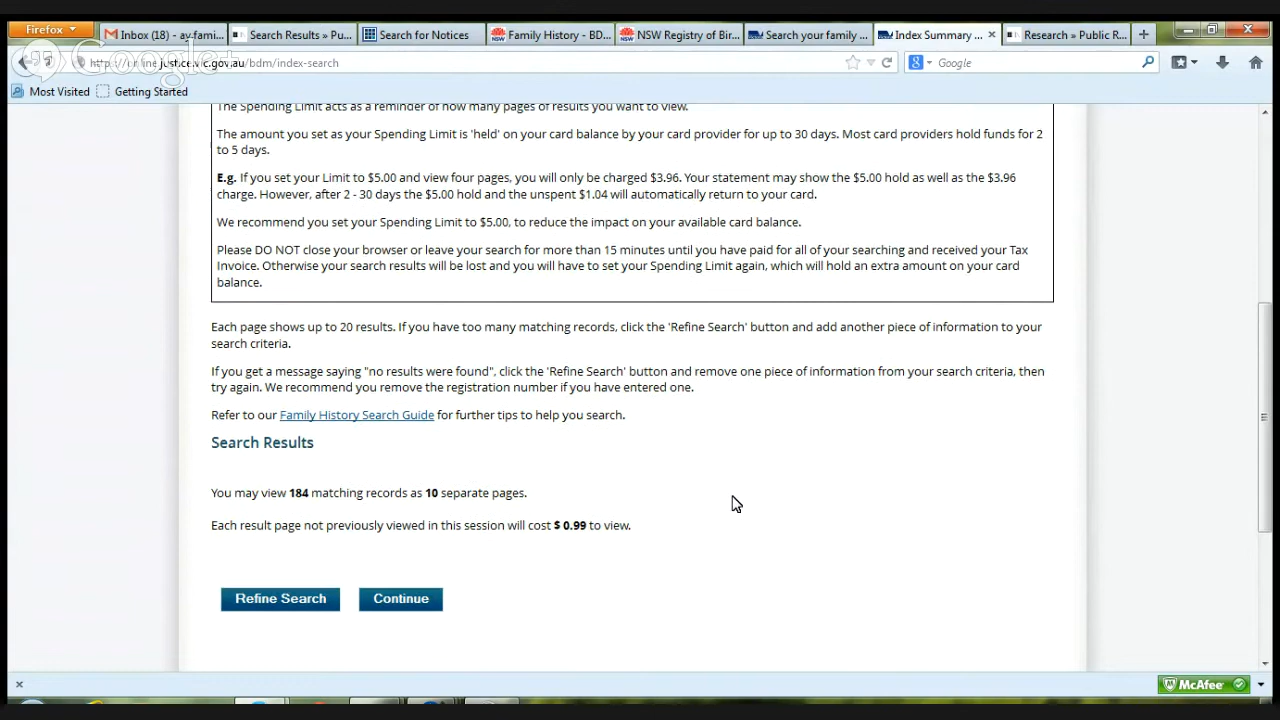 Firefox
Inbox (18) - ay.fami...
Search Results » Pu...
Search for Notices
Family History - BD...
NSW Registry of Bir...
Search your family ...
Index Summary ...
Research » Public R...
Google+
.gov.au/bdm/index-search
Google
Most Visited
Getting Started
The Spending Limit acts as a reminder of how many pages of results you want to view.
The amount you set as your Spending Limit is 'held' on your card balance by your card provider for up to 30 days. Most card providers hold funds for 2
to 5 days.
E.g. If you set your Limit to $5.00 and view four pages, you will only be charged $3.96. Your statement may show the $5.00 hold as well as the $3.96
charge. However, after 2 - 30 days the $5.00 hold and the unspent $1.04 will automatically return to your card.
We recommend you set your Spending Limit to $5.00, to reduce the impact on your available card balance.
Please DO NOT close your browser or leave your search for more than 15 minutes until you have paid for all of your searching and received your Tax
Invoice. Otherwise your search results will be lost and you will have to set your Spending Limit again, which will hold an extra amount on your card
balance.
Each page shows up to 20 results. If you have too many matching records, click the 'Refine Search' button and add another piece of information to your
search criteria.
If you get a message saying "no results were found", click the 'Refine Search' button and remove one piece of information from your search criteria, then
try again. We recommend you remove the registration number if you have entered one.
Refer to our Family History Search Guide for further tips to help you search.
Search Results
You may view 184 matching records as 10 separate pages.
Each result page not previously viewed in this session will cost $ 0.99 to view.
Refine Search
Continue
McAfee